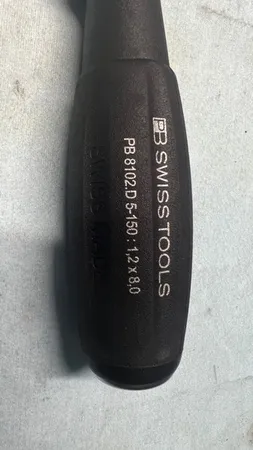 PB SWISS TOOLS
PB 8102.D 5-150 : 1,2 x 8,0